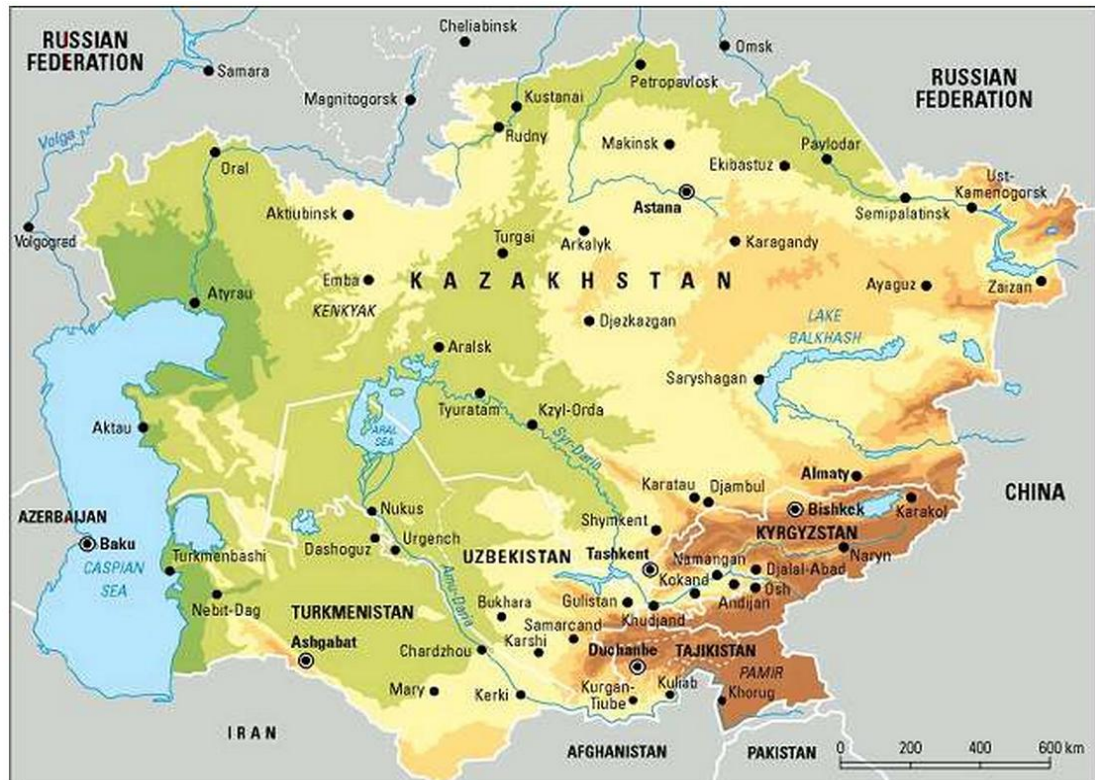 Cheliabinsk
RUSSIAN
FEDERATION
Omsk
Samara
Petropavlosk
RUSSIAN
FEDERATION
Magnitogorsk
Kustanai
Volga
Rudny
Makinsk
Pavlodar
Oral
Ekibastuz
Ust-
Kamenogorsk
Astana
Semipalatinsk
Aktiubinsk
Volgograd
Turgai
Arkalyk
Karagandy
Emba
KAZAKHSTAN
Ayaguz
Zaizan
Atyrau
KENKYAK
Djezkazgan
LAKE
BALKHASH
Aralsk
Saryshagan
Tyuratam
Kzyl-Orda
Aktau
ARAL
SEA
Syr-Daria
Almaty
Karatau
Djambul
CHINA
Bishkek
Karakol
AZERBAIJAN
Nukus
Shymkent
KYRGYZSTAN
Baku
Dashoguz
Urgench
UZBEKISTAN
Tashkent
Namangan
Naryn
Turkmenbashi
CASPIAN
SEA
Kokand
Djalal-Abad
Osh
Nebit-Dag
TURKMENISTAN
Amu-Daria
Bukhara
Gulistan
Andijan
Khudjand
Samarcand
Ashgabat
Karshi
Chardzhou
Duchanbe
TAJIKISTAN
PAMIR
Mary
Kerki
Kurgan-
Tiube
Kuliab
Khorug
IRAN
AFGHANISTAN
PAKISTAN
0 200 400 600 km